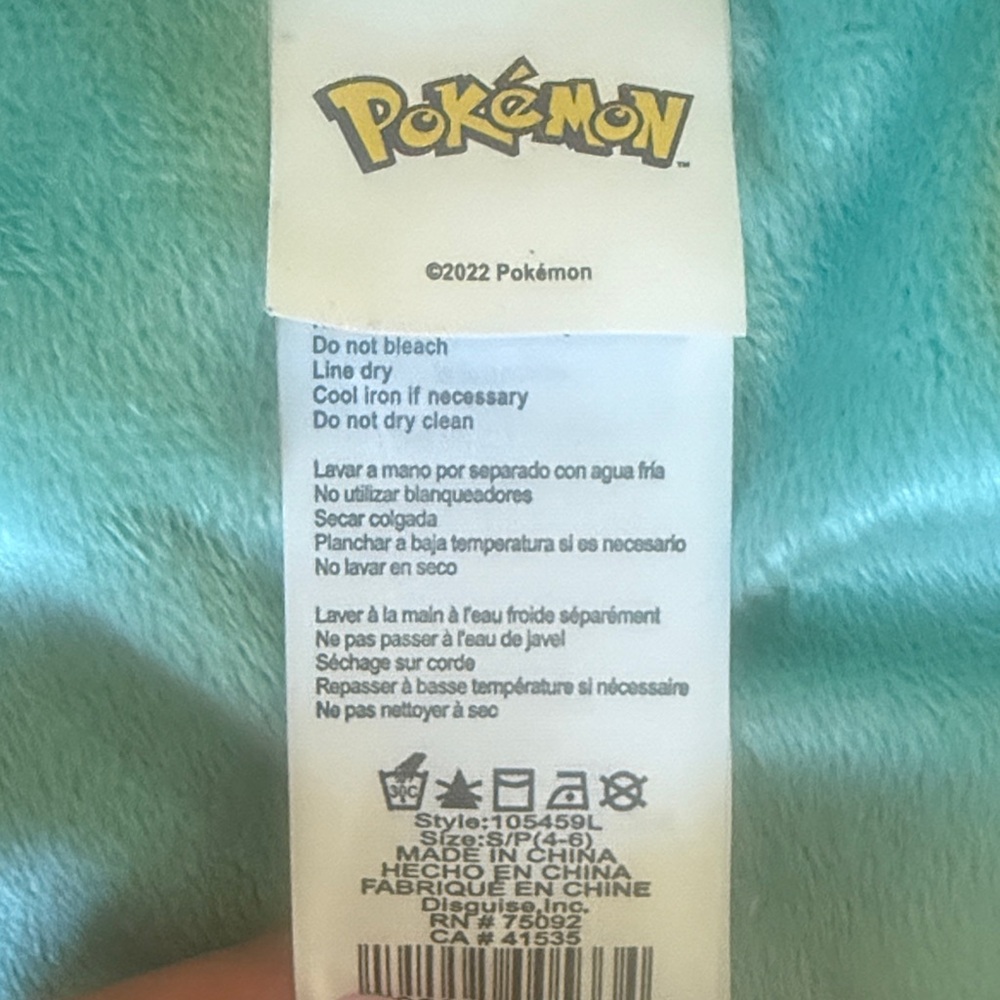 POKéMON
™
©2022 Pokémon
Do not bleach
Line dry
Cool iron if necessary
Do not dry clean
Lavar a mano por separado con agua fría
No utilizar blanqueadores
Secar colgada
Planchar a baja temperatura si es necesario
No lavar en seco
Laver à la main à l'eau froide séparément
Ne pas passer à l'eau de javel
Séchage sur corde
Repasser à basse température si nécessaire
Ne pas nettoyer à sec
30C
Style:105459L
Size:S/P(4-6)
MADE IN CHINA
HECHO EN CHINA
FABRIQUÉ EN CHINE
Disguise,Inc.
RN # 75092
CA # 41535